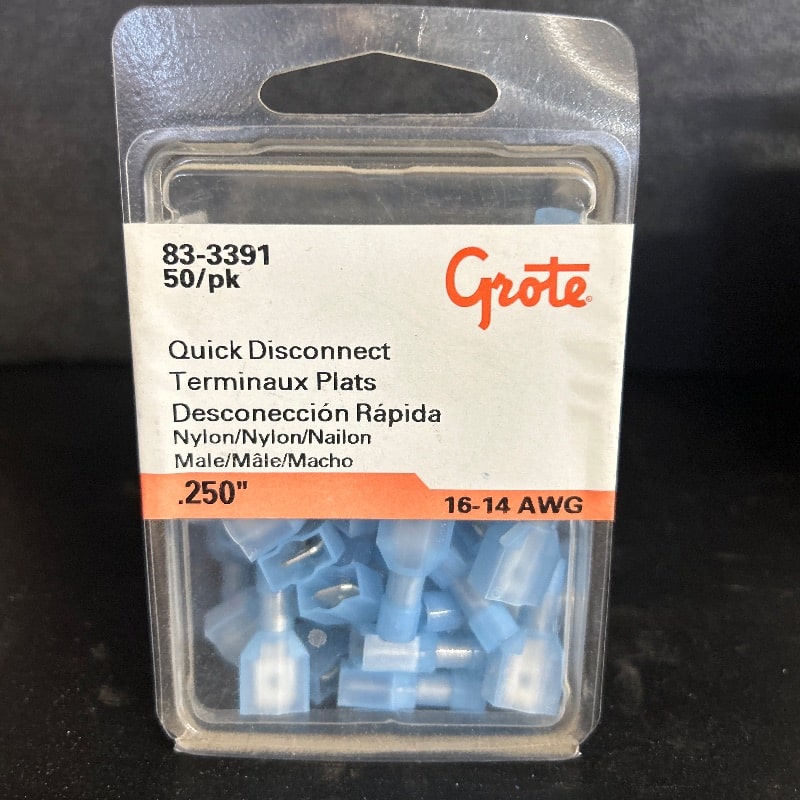 83-3391
50/pk
Grote®
Quick Disconnect
Terminaux Plats
Desconección Rápida
Nylon/Nylon/Nailon
Male/Mâle/Macho
.250"
16-14 AWG